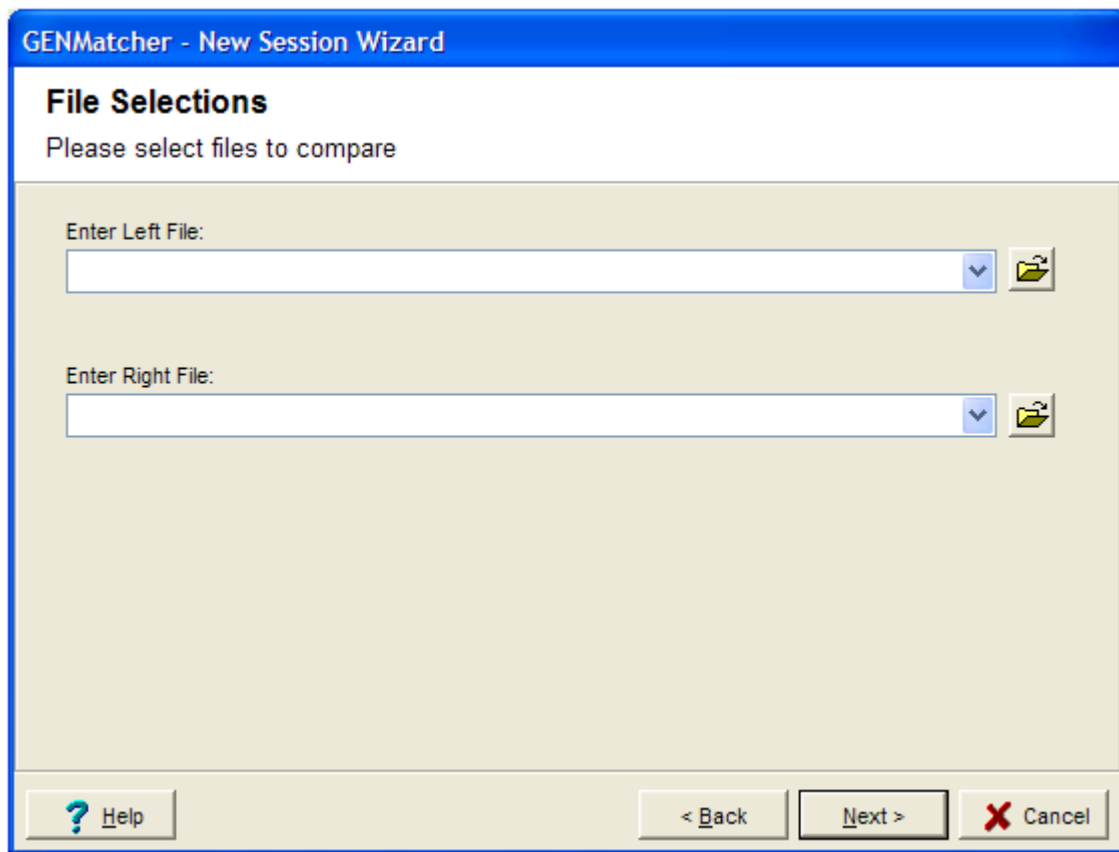 GENMatcher - New Session Wizard
File Selections
Please select files to compare
Enter Left File:
Enter Right File:
Help
< Back
Next >
Cancel